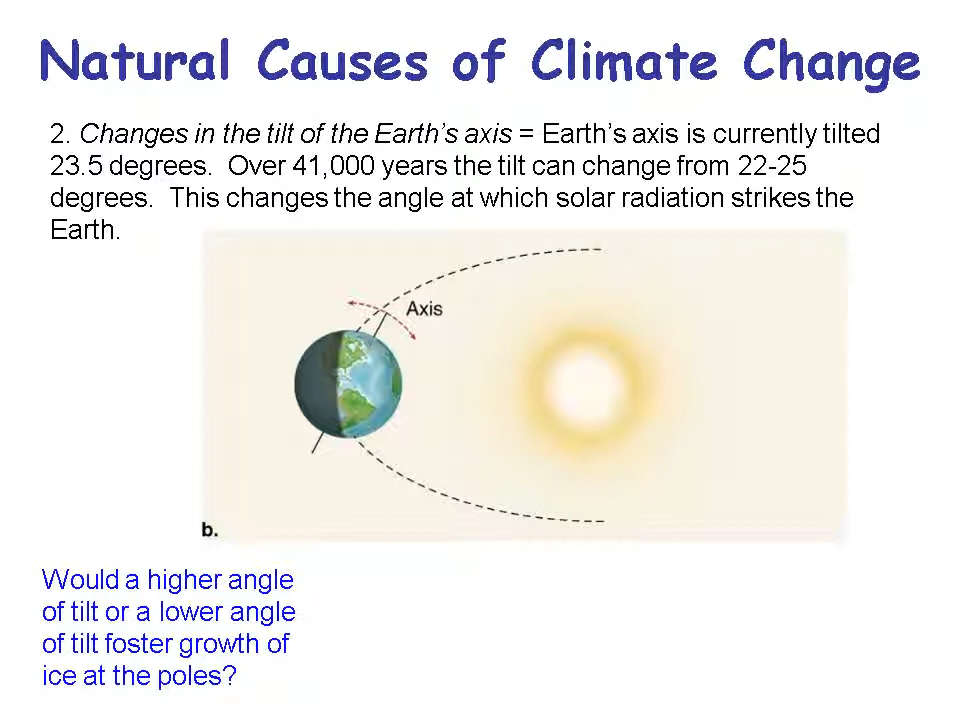 Natural Causes of Climate Change
2. Changes in the tilt of the Earth's axis = Earth's axis is currently tilted
23.5 degrees.  Over 41,000 years the tilt can change from 22-25
degrees.  This changes the angle at which solar radiation strikes the
Earth.
Axis
b.
Would a higher angle
of tilt or a lower angle
of tilt foster growth of
ice at the poles?